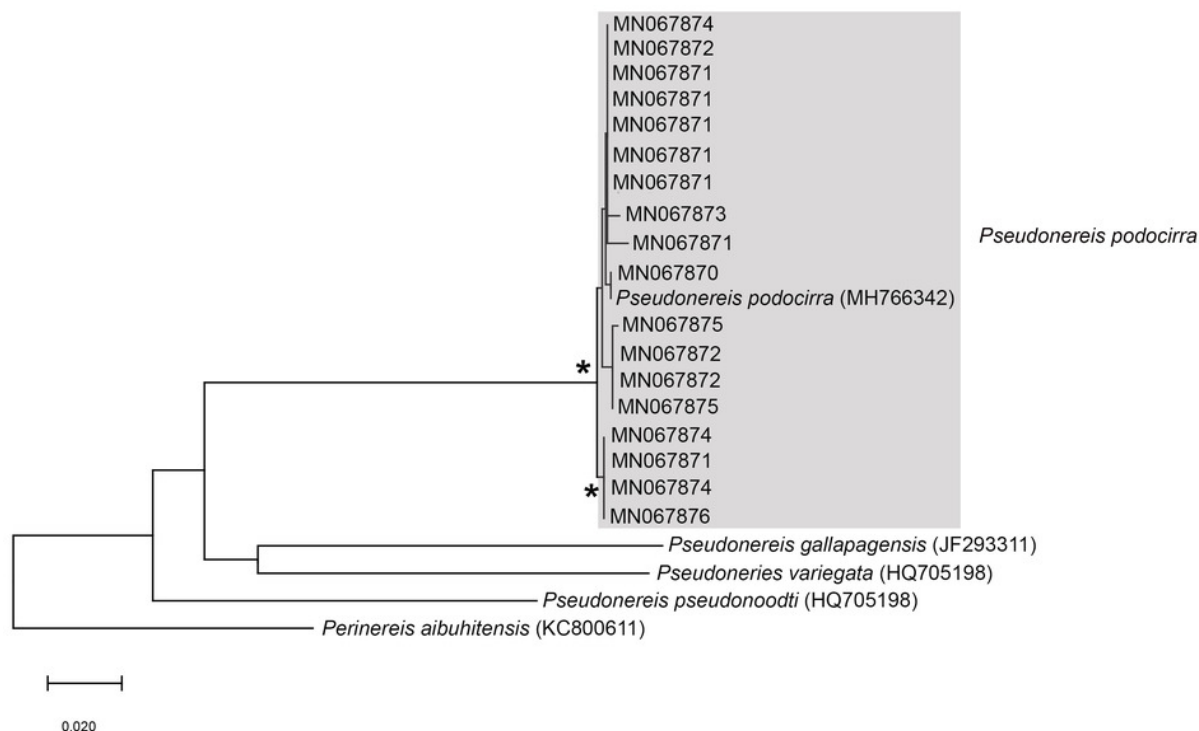 MN067874
MN067872
MN067871
MN067871
MN067871
MN067871
MN067871
MN067873
MN067871
MN067870
Pseudonereis podocirra (MH766342)
MN067875
MN067872
MN067872
MN067875
MN067874
MN067871
MN067874
MN067876
Pseudonereis podocirra
*
*
Pseudonereis gallapagensis (JF293311)
Pseudoneries variegata (HQ705198)
Pseudonereis pseudonoodti (HQ705198)
Perinereis aibuhitensis (KC800611)
0.020